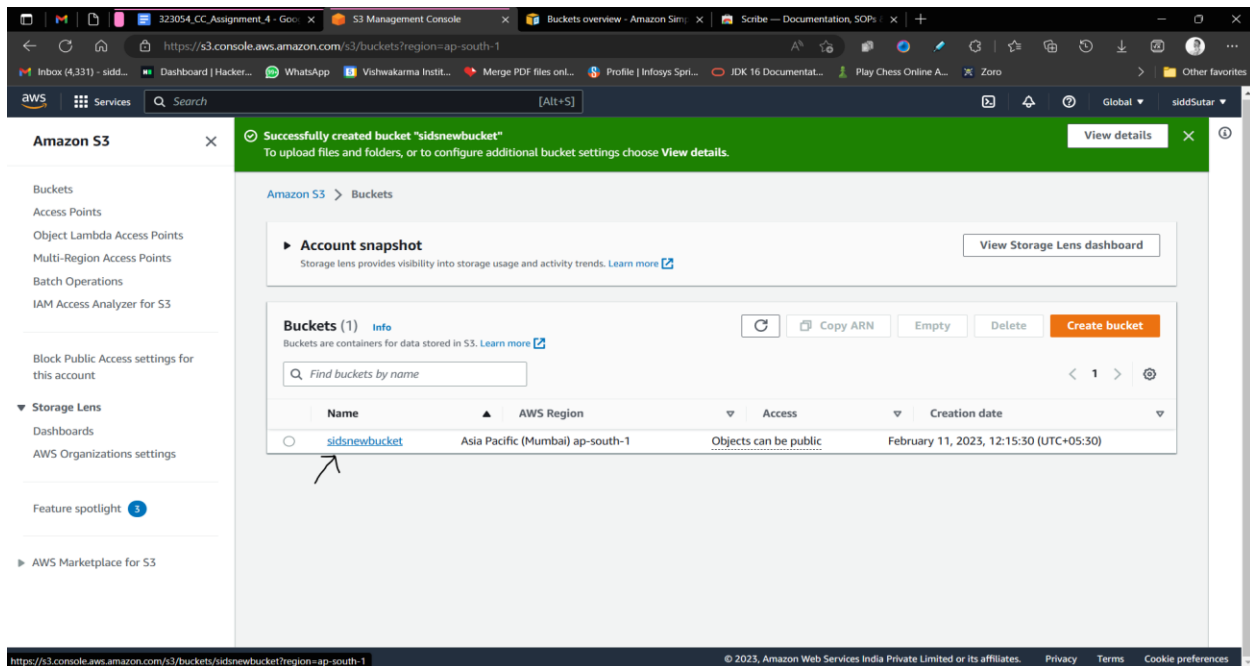 323054_CC_Assignment_4 - Goo
S3 Management Console
Buckets overview - Amazon Sim
Scribe — Documentation, SOPs
https://s3.console.aws.amazon.com/s3/buckets?region=ap-south-1
Inbox (4,331) - sidd...
Dashboard | Hacker...
WhatsApp
Vishwakarma Instit...
Merge PDF files onl...
Profile | Infosys Spri...
JDK 16 Documentat...
Play Chess Online A...
Zoro
Other favorites
aws
Services
Search
[Alt+S]
Global
siddSutar
Amazon S3
Buckets
Access Points
Object Lambda Access Points
Multi-Region Access Points
Batch Operations
IAM Access Analyzer for S3
Block Public Access settings for
this account
Storage Lens
Dashboards
AWS Organizations settings
Feature spotlight 3
AWS Marketplace for S3
Successfully created bucket "sidsnewbucket"
To upload files and folders, or to configure additional bucket settings choose View details.
View details
Amazon S3 > Buckets
Account snapshot
Storage lens provides visibility into storage usage and activity trends. Learn more
View Storage Lens dashboard
Buckets (1) Info
Buckets are containers for data stored in S3. Learn more
Copy ARN
Empty
Delete
Create bucket
Find buckets by name
1
Name AWS Region Access Creation date
sidsnewbucket Asia Pacific (Mumbai) ap-south-1 Objects can be public February 11, 2023, 12:15:30 (UTC+05:30)
https://s3.console.aws.amazon.com/s3/buckets/sidsnewbucket?region=ap-south-1
© 2023, Amazon Web Services India Private Limited or its affiliates. Privacy Terms Cookie preferences